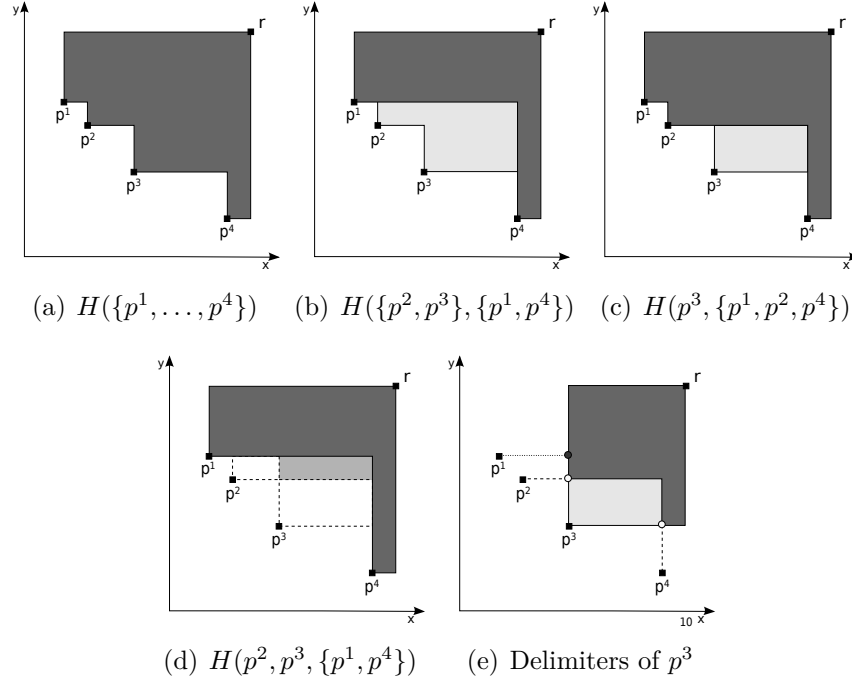 y
r
p¹
p²
p³
p⁴
x
(a) H({p¹, . . . , p⁴})
y
r
p¹
p²
p³
p⁴
x
(b) H({p², p³}, {p¹, p⁴})
y
r
p¹
p²
p³
p⁴
x
(c) H(p³, {p¹, p², p⁴})
y
r
p¹
p²
p³
p⁴
x
(d) H(p², p³, {p¹, p⁴})
y
r
p¹
p²
p³
p⁴
10 x
(e) Delimiters of p³